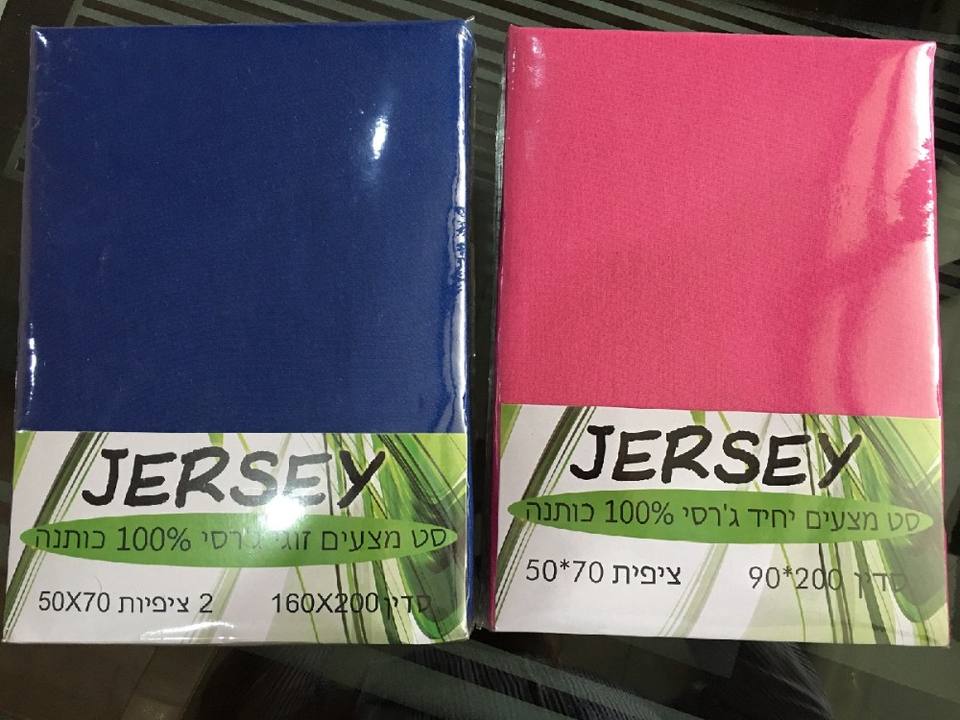 JERSEY
סט מצעים זוגי ג'רסי 100% כותנה
סדין 160X200 2 ציפיות 50X70
JERSEY
סט מצעים יחיד ג'רסי 100% כותנה
סדין 90*200 ציפית 50*70